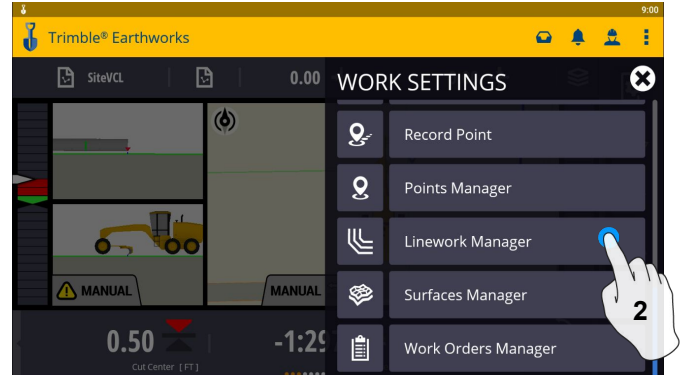 9:00
Trimble® Earthworks
SiteVCL
0.00
WORK SETTINGS
Record Point
Points Manager
Linework Manager
Surfaces Manager
2
MANUAL
MANUAL
Work Orders Manager
0.50
-1:29
Cut Center [FT]